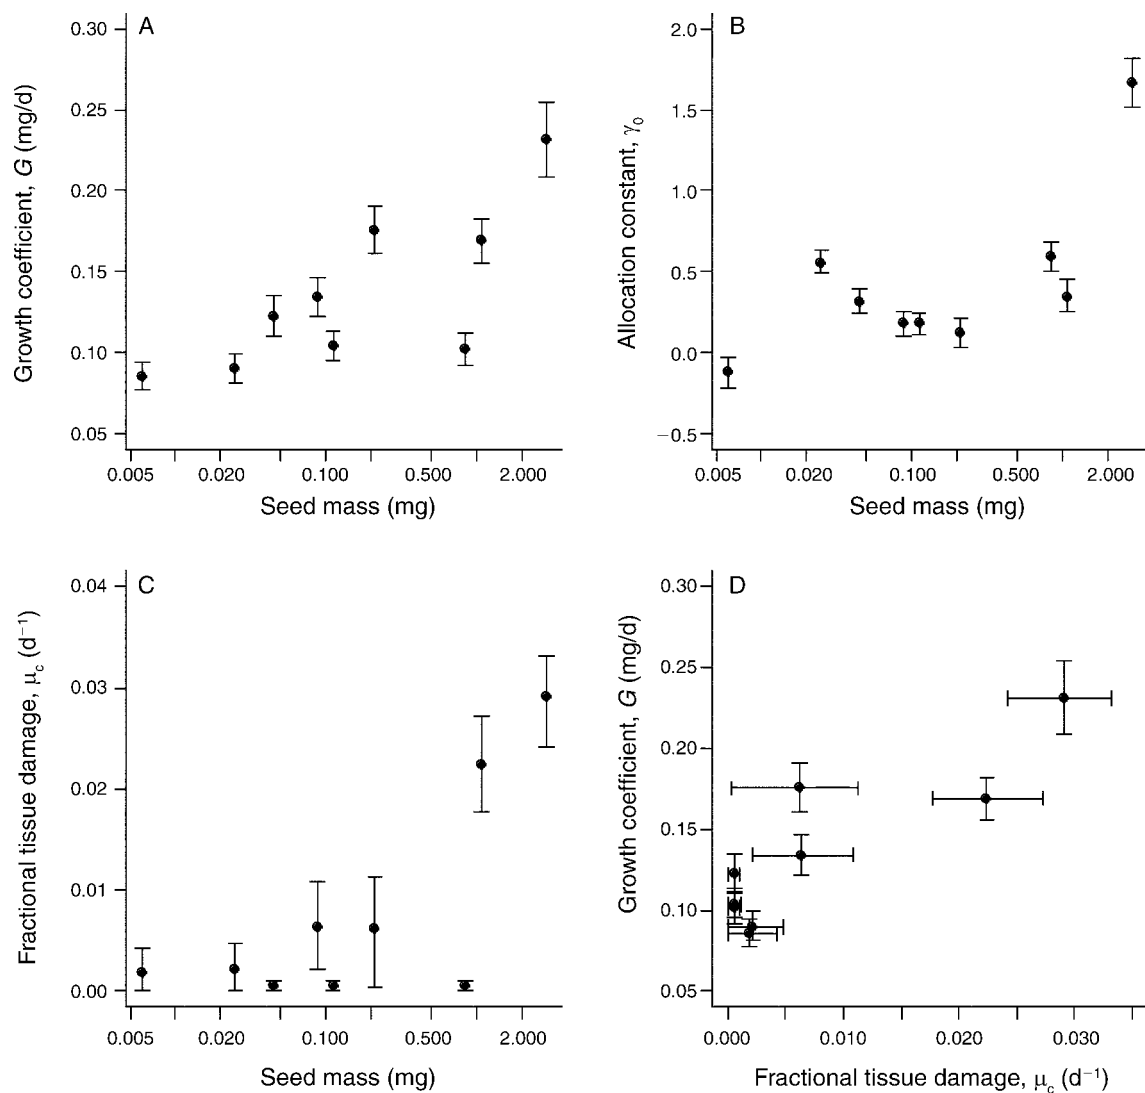 A
Growth coefficient, G (mg/d)
0.30
0.25
0.20
0.15
0.10
0.05
0.005 0.020 0.100 0.500 2.000
Seed mass (mg)
B
Allocation constant, γ₀
2.0
1.5
1.0
0.5
0.0
−0.5
0.005 0.020 0.100 0.500 2.000
Seed mass (mg)
C
Fractional tissue damage, μc (d⁻¹)
0.04
0.03
0.02
0.01
0.00
0.005 0.020 0.100 0.500 2.000
Seed mass (mg)
D
Growth coefficient, G (mg/d)
0.30
0.25
0.20
0.15
0.10
0.05
0.000 0.010 0.020 0.030
Fractional tissue damage, μc (d⁻¹)